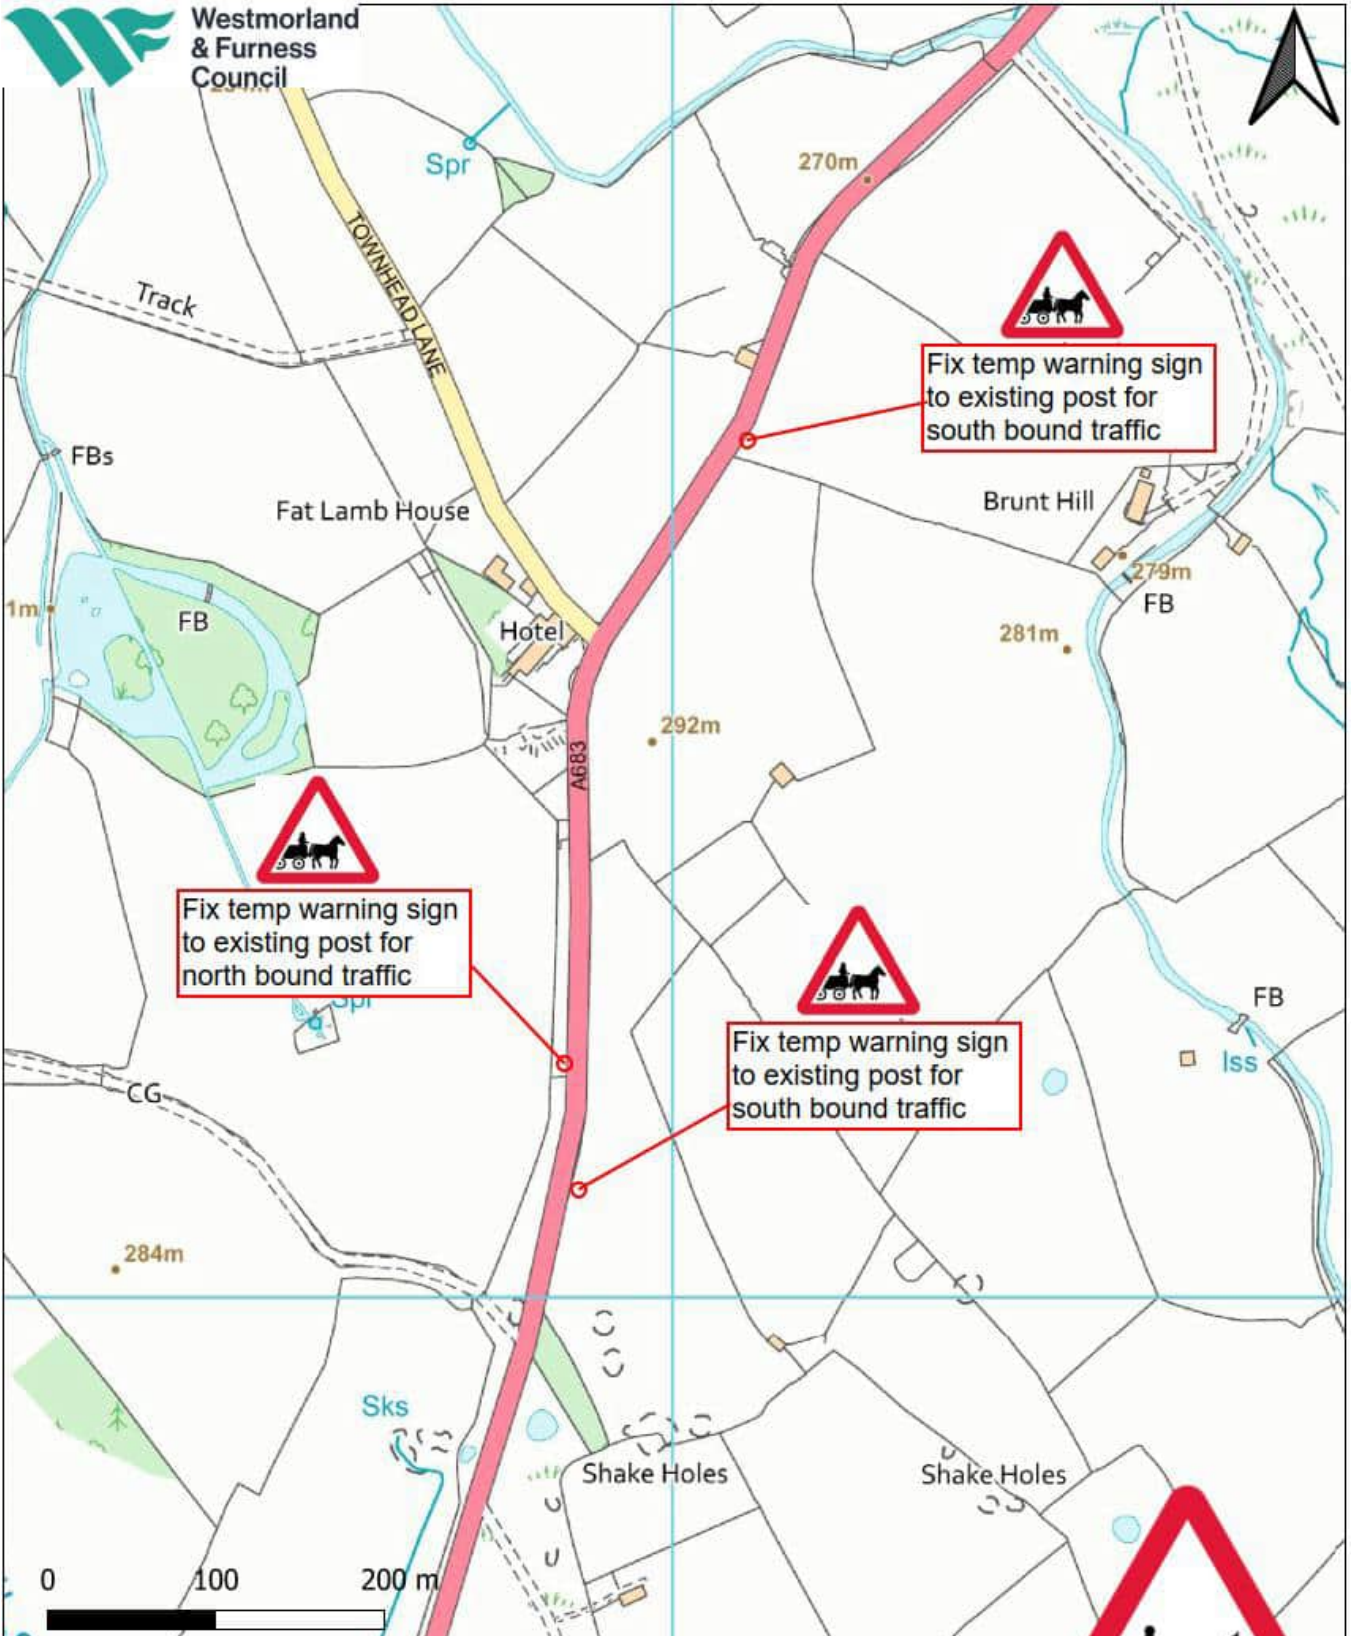 Westmorland
& Furness
Council
Spr
270m
TOWNHEAD LANE
Track
Fix temp warning sign
to existing post for
south bound traffic
FBs
Fat Lamb House
Brunt Hill
279m
FB
1m
FB
Hotel
281m
292m
A683
Fix temp warning sign
to existing post for
north bound traffic
Spr
Fix temp warning sign
to existing post for
south bound traffic
FB
Iss
CG
284m
Sks
Shake Holes
Shake Holes
0 100 200 m